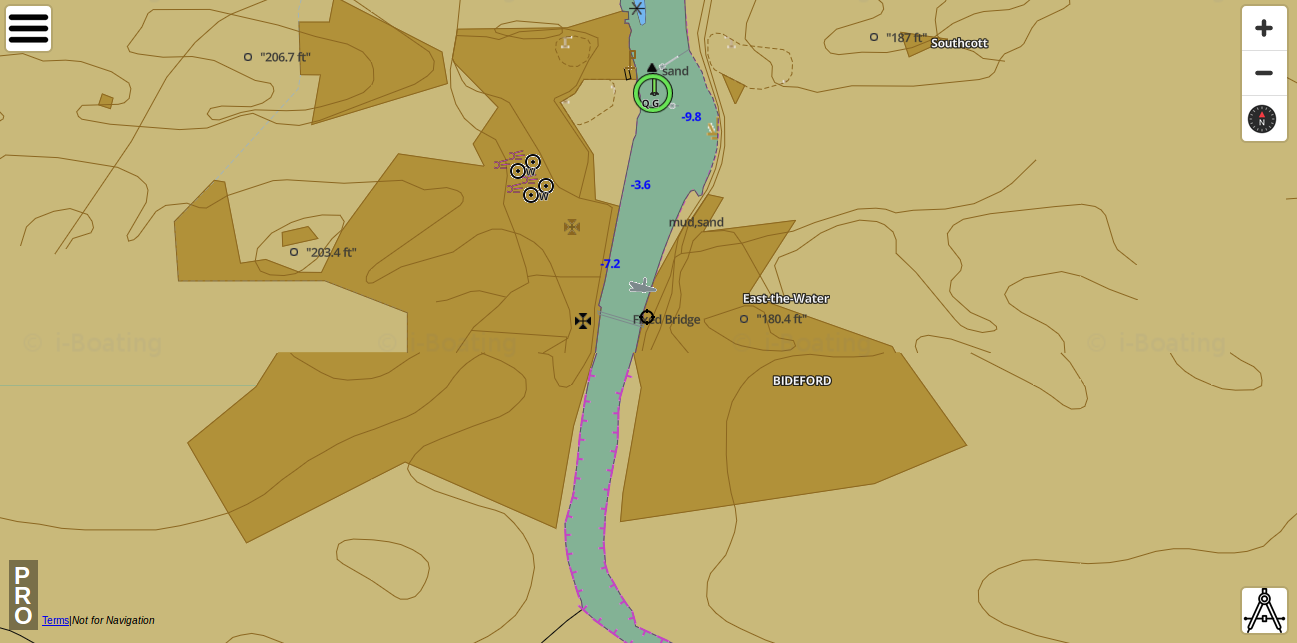 "187 ft"
Southcott
"206.7 ft"
sand
Q.G
-9.8
W
-3.6
W
mud,sand
"203.4 ft"
-7.2
East-the-Water
Fixed Bridge
"180.4 ft"
© i-Boating
© i-Boating
© i-Boating
© i-Boating
BIDEFORD
N
PRO
Terms|Not for Navigation